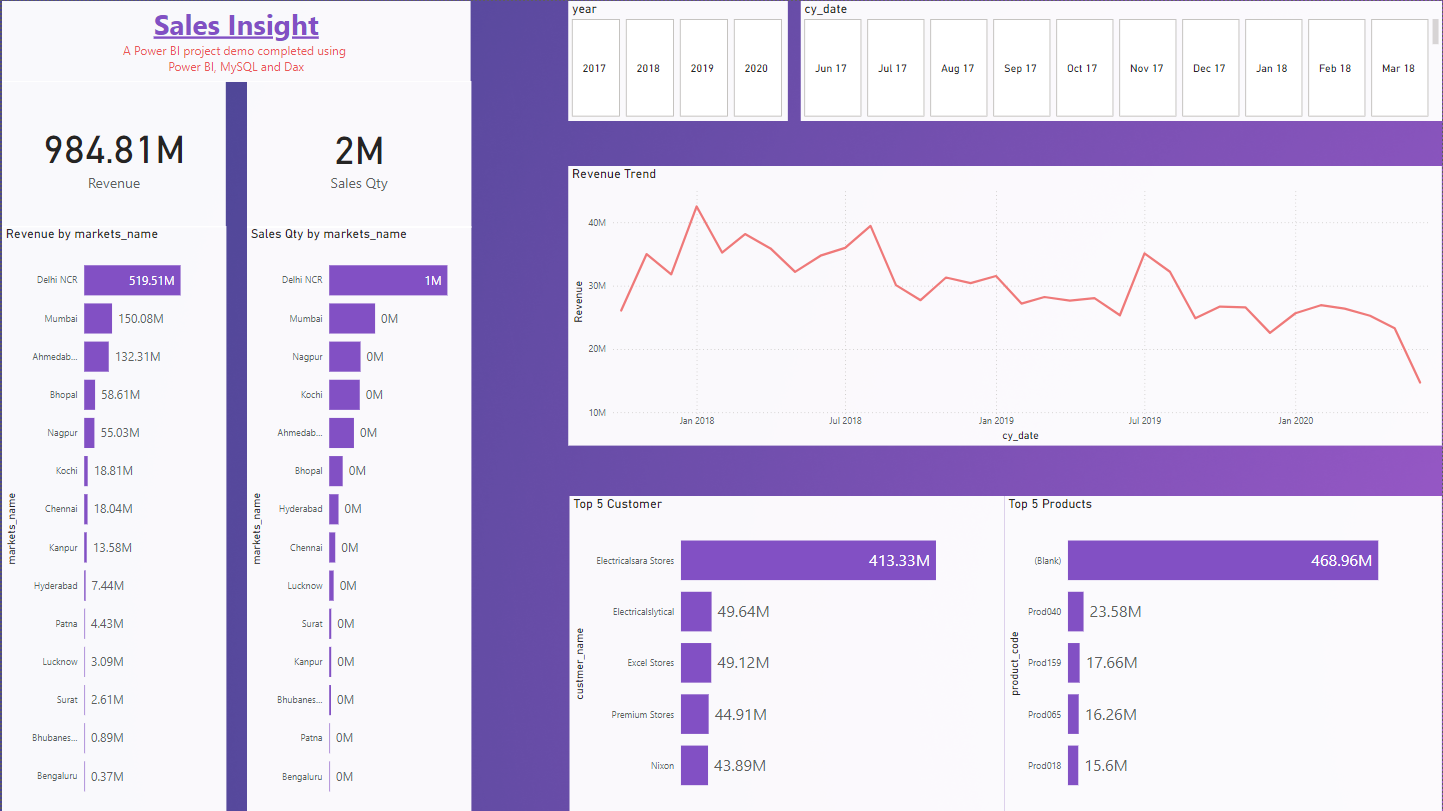 Sales Insight
A Power BI project demo completed using
Power BI, MySQL and Dax
984.81M
Revenue
2M
Sales Qty
Revenue by markets_name
markets_name
Delhi NCR 519.51M
Mumbai 150.08M
Ahmedab... 132.31M
Bhopal 58.61M
Nagpur 55.03M
Kochi 18.81M
Chennai 18.04M
Kanpur 13.58M
Hyderabad 7.44M
Patna 4.43M
Lucknow 3.09M
Surat 2.61M
Bhubanes... 0.89M
Bengaluru 0.37M
Sales Qty by markets_name
markets_name
Delhi NCR 1M
Mumbai 0M
Nagpur 0M
Kochi 0M
Ahmedab... 0M
Bhopal 0M
Hyderabad 0M
Chennai 0M
Lucknow 0M
Surat 0M
Kanpur 0M
Bhubanes... 0M
Patna 0M
Bengaluru 0M
year
2017 2018 2019 2020
cy_date
Jun 17 Jul 17 Aug 17 Sep 17 Oct 17 Nov 17 Dec 17 Jan 18 Feb 18 Mar 18
Revenue Trend
Revenue
40M
30M
20M
10M
Jan 2018 Jul 2018 Jan 2019 Jul 2019 Jan 2020
cy_date
Top 5 Customer
custmer_name
Electricalsara Stores 413.33M
Electricalslytical 49.64M
Excel Stores 49.12M
Premium Stores 44.91M
Nixon 43.89M
Top 5 Products
product_code
(Blank) 468.96M
Prod040 23.58M
Prod159 17.66M
Prod065 16.26M
Prod018 15.6M